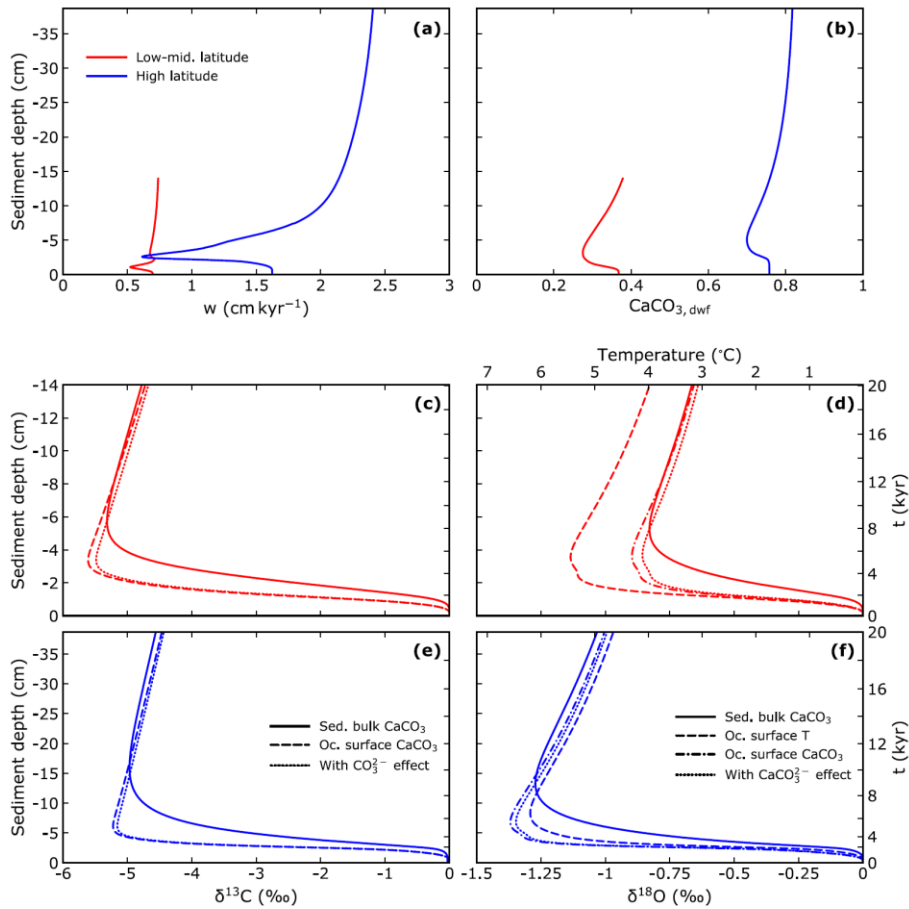 (a)
Low-mid. latitude
High latitude
Sediment depth (cm)
-35
-30
-25
-20
-15
-10
-5
0
0 0.5 1 1.5 2 2.5 3
w (cm kyr⁻¹)
(b)
0 0.2 0.4 0.6 0.8 1
CaCO₃, dwf
(c)
Sediment depth (cm)
-14
-12
-10
-8
-6
-4
-2
0
Temperature (°C)
7 6 5 4 3 2 1
(d)
20
16
12
8
4
0
t (kyr)
(e)
Sediment depth (cm)
-35
-30
-25
-20
-15
-10
-5
0
Sed. bulk CaCO₃
Oc. surface CaCO₃
With CO₃²⁻ effect
-6 -5 -4 -3 -2 -1 0
δ¹³C (‰)
(f)
Sed. bulk CaCO₃
Oc. surface T
Oc. surface CaCO₃
With CaCO₃²⁻ effect
20
16
12
8
4
0
t (kyr)
-1.5 -1.25 -1 -0.75 -0.5 -0.25 0
δ¹⁸O (‰)